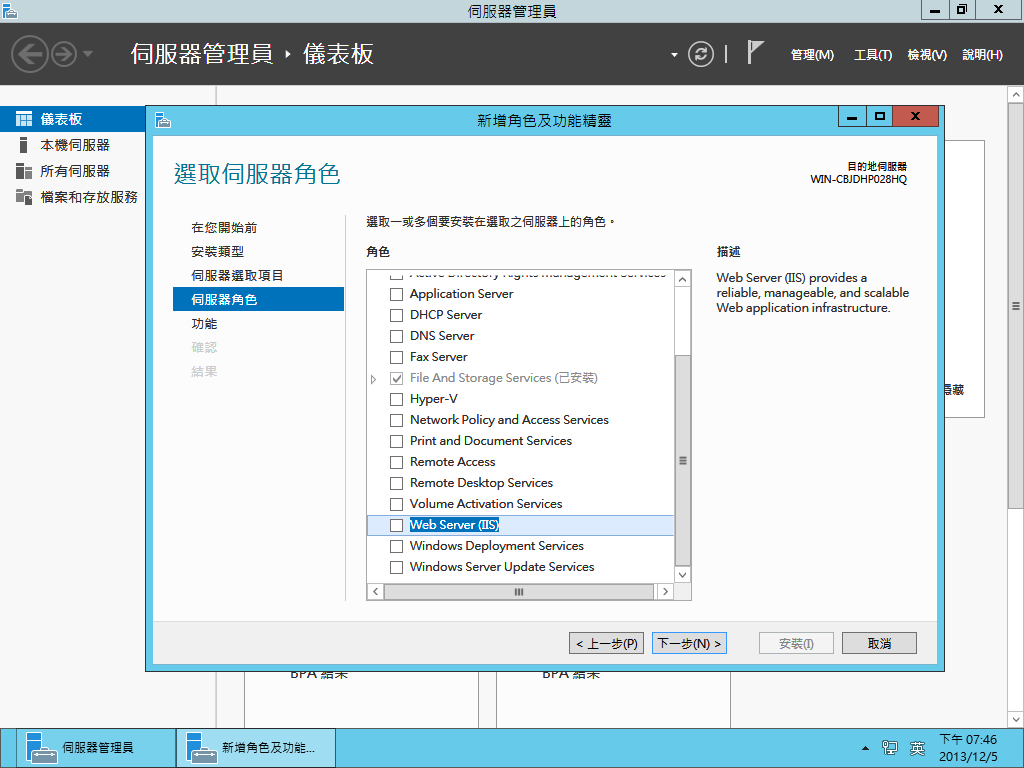 伺服器管理員
伺服器管理員 ‣ 儀表板
管理(M) 工具(T) 檢視(V) 說明(H)
儀表板
本機伺服器
所有伺服器
檔案和存放服務
新增角色及功能精靈
選取伺服器角色
目的地伺服器
WIN-CBJDHP028HQ
在您開始前
安裝類型
伺服器選取項目
伺服器角色
功能
確認
結果
選取一或多個要安裝在選取之伺服器上的角色。
角色
Active Directory Rights Management Services
Application Server
DHCP Server
DNS Server
Fax Server
File And Storage Services (已安裝)
Hyper-V
Network Policy and Access Services
Print and Document Services
Remote Access
Remote Desktop Services
Volume Activation Services
Web Server (IIS)
Windows Deployment Services
Windows Server Update Services
描述
Web Server (IIS) provides a
reliable, manageable, and scalable
Web application infrastructure.
隱藏
< 上一步(P) 下一步(N) > 安裝(I) 取消
BPA 結果 BPA 結果
伺服器管理員
新增角色及功能...
英
下午 07:46
2013/12/5